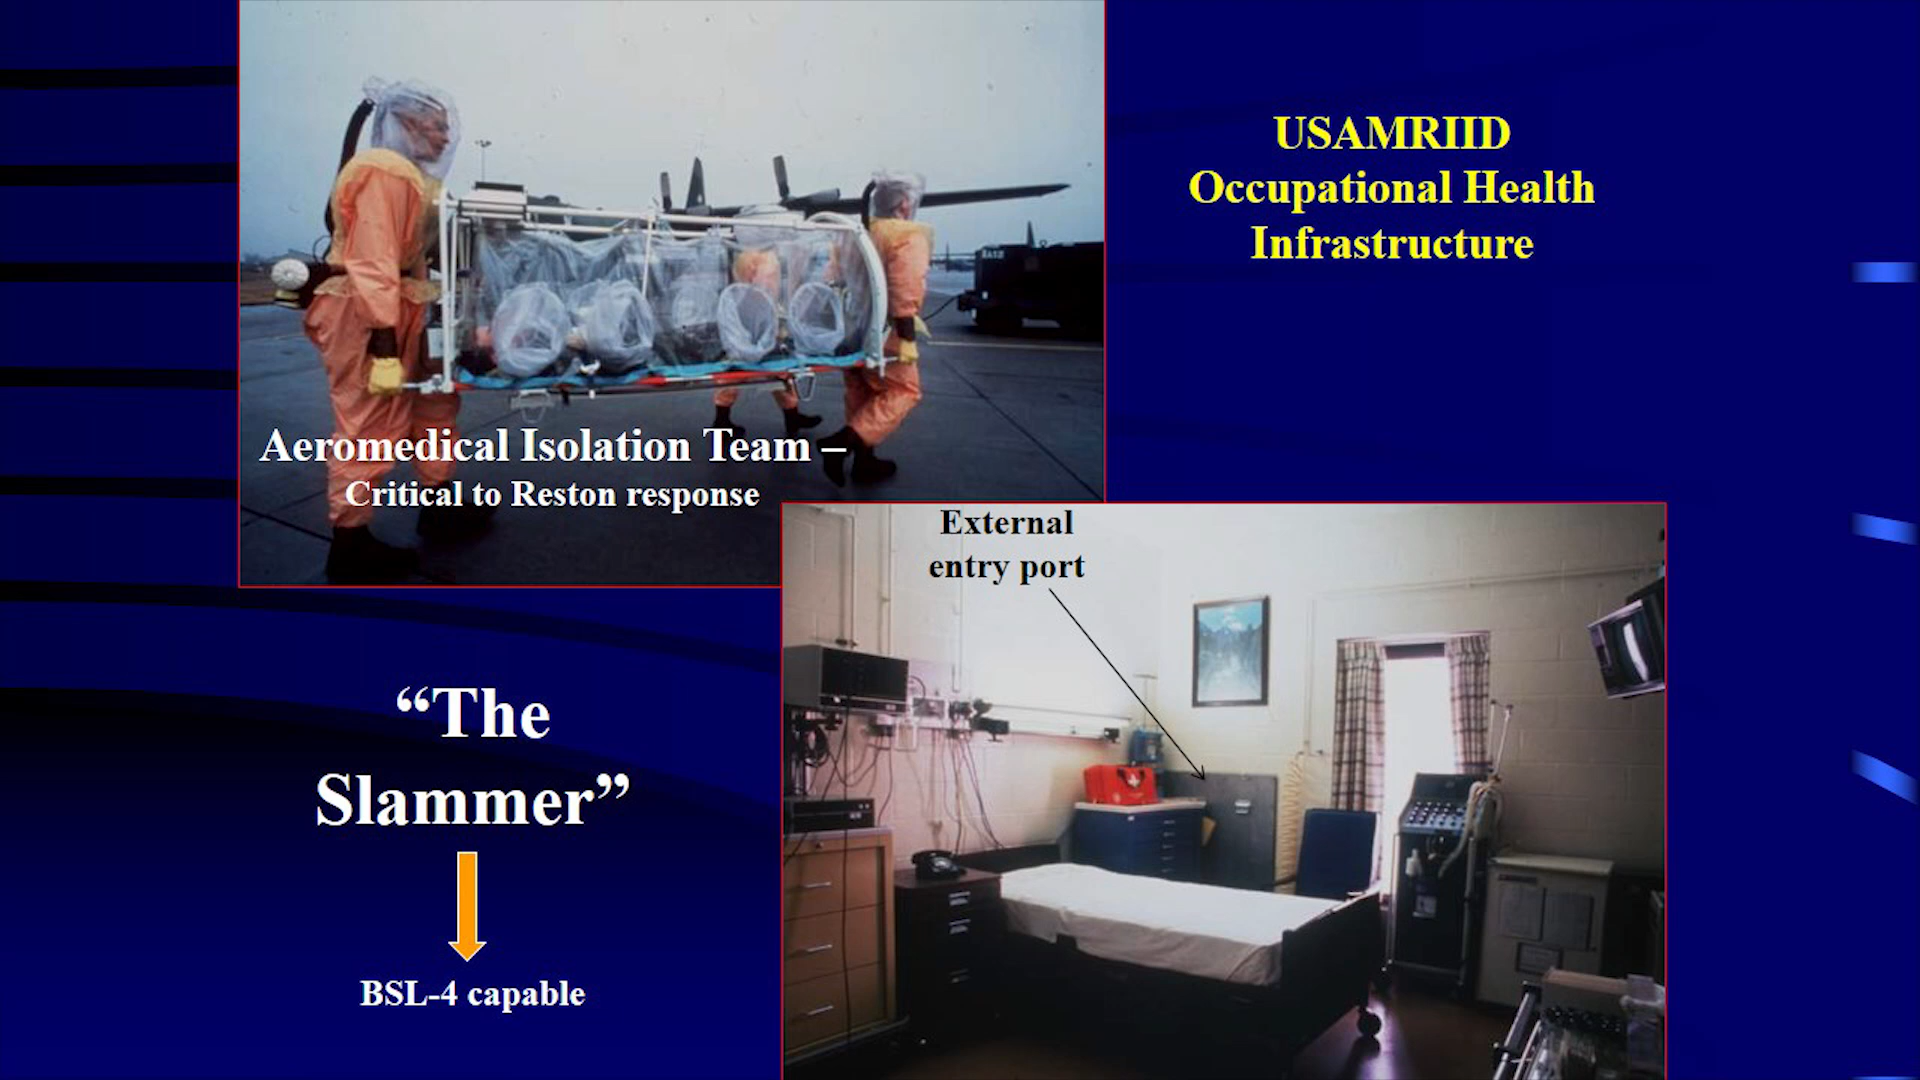 USAMRIID
Occupational Health
Infrastructure
Aeromedical Isolation Team –
Critical to Reston response
External
entry port
“The
Slammer”
BSL-4 capable